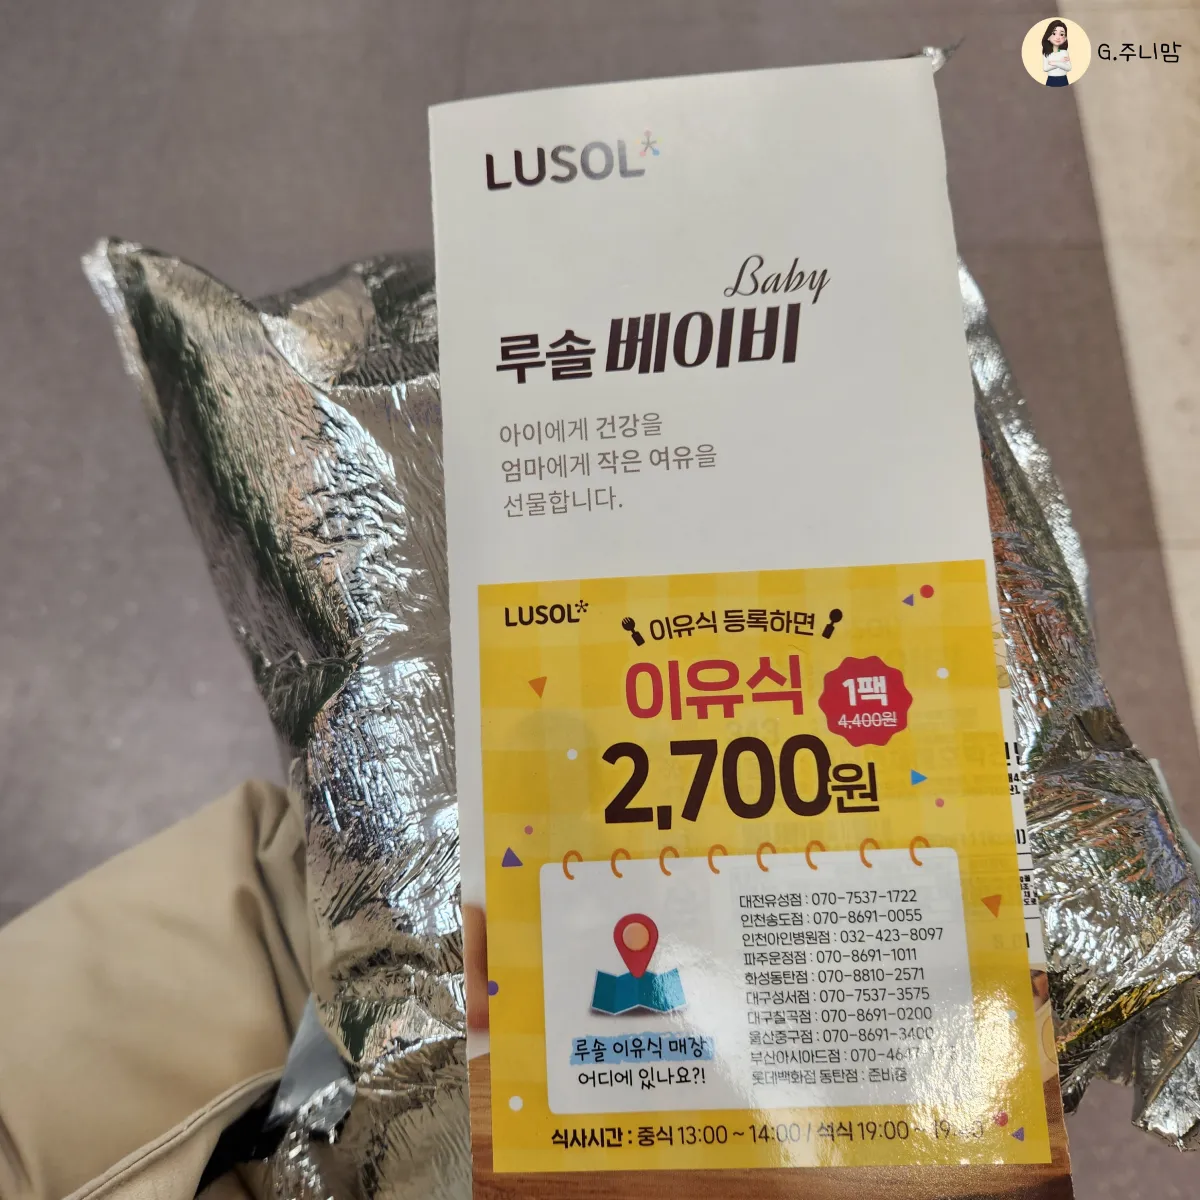 G.주니맘
LUSOL
Baby
루솔 베이비
아이에게 건강을
엄마에게 작은 여유을
선물합니다.
LUSOL*
이유식 등록하면
이유식
1팩
4,400원
2,700원
대전유성점 : 070-7537-1722
인천송도점 : 070-8691-0055
인천아인병원점 : 032-423-8097
파주운정점 : 070-8691-1011
화성동탄점 : 070-8810-2571
대구성서점 : 070-7537-3575
대구칠곡점 : 070-8691-0200
울산중구점 : 070-8691-3400
부산아시아드점 :
롯데백화점 동탄점 : 준비중
루솔 이유식 매장
어디에 있나요?!
식사시간 : 중식 13:00 ~ 14:00 / 석식 19:00 ~